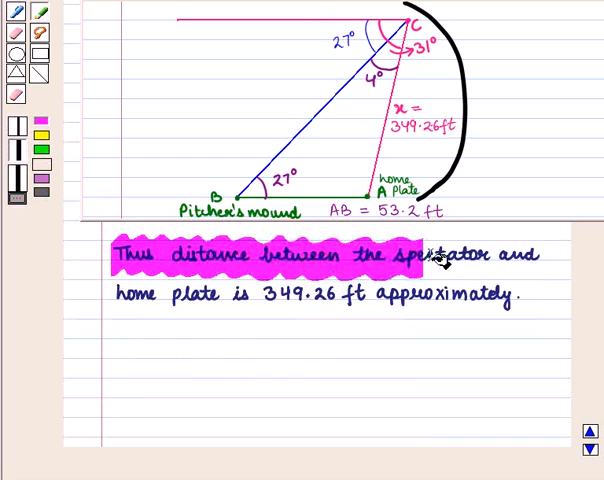 C
27°
31°
4°
x =
349.26ft
27°
home
B
A Plate
Pitcher's mound
AB = 53.2 ft
Thus distance between the spectator and
home plate is 349.26 ft approximately.